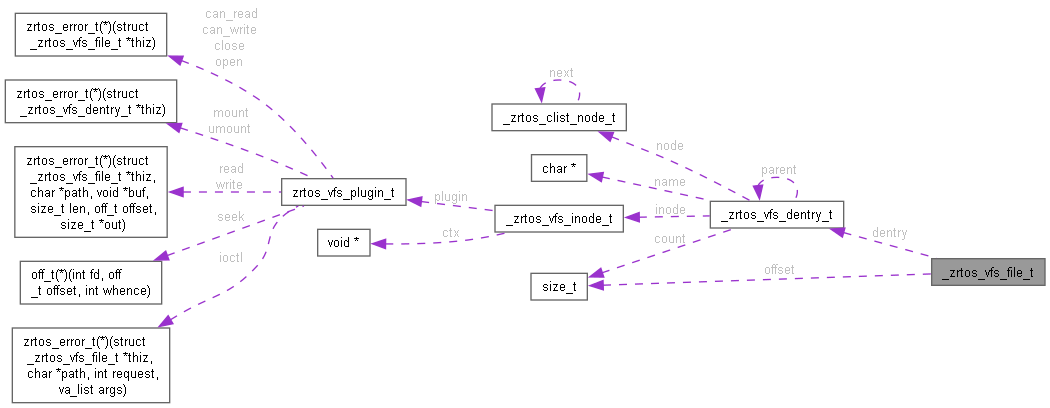 zrtos_error_t(*)(struct
_zrtos_vfs_file_t *thiz)
can_read
can_write
close
open
zrtos_error_t(*)(struct
_zrtos_vfs_dentry_t *thiz)
mount
umount
zrtos_error_t(*)(struct
_zrtos_vfs_file_t *thiz,
char *path, void *buf,
size_t len, off_t offset,
size_t *out)
read
write
off_t(*)(int fd, off
_t offset, int whence)
seek
zrtos_error_t(*)(struct
_zrtos_vfs_file_t *thiz,
char *path, int request,
va_list args)
ioctl
zrtos_vfs_plugin_t
void *
plugin
ctx
_zrtos_vfs_inode_t
next
_zrtos_clist_node_t
char *
size_t
node
name
inode
count
offset
parent
_zrtos_vfs_dentry_t
dentry
_zrtos_vfs_file_t